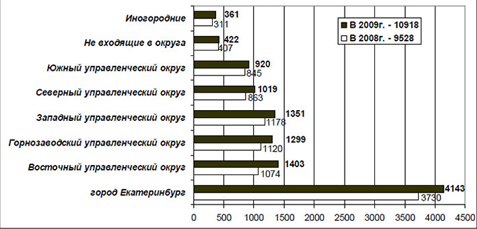 Иногородние
361
311
Не входящие в округа
422
407
Южный управленческий округ
920
845
Северный управленческий округ
1019
863
Западный управленческий округ
1351
1178
Горнозаводский управленческий округ
1299
1120
Восточный управленческий округ
1403
1074
город Екатеринбург
4143
3730
В 2009г. - 10918
В 2008г. - 9528
0 500 1000 1500 2000 2500 3000 3500 4000 4500